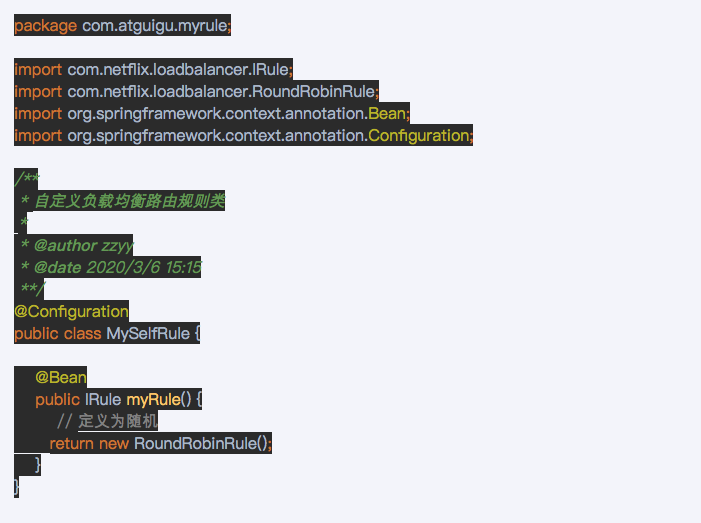 package com.atguigu.myrule;
import com.netflix.loadbalancer.IRule;
import com.netflix.loadbalancer.RoundRobinRule;
import org.springframework.context.annotation.Bean;
import org.springframework.context.annotation.Configuration;
/**
* 自定义负载均衡路由规则类
*
* @author zzyy
* @date 2020/3/6 15:15
**/
@Configuration
public class MySelfRule {
@Bean
public IRule myRule() {
// 定义为随机
return new RoundRobinRule();
}
}